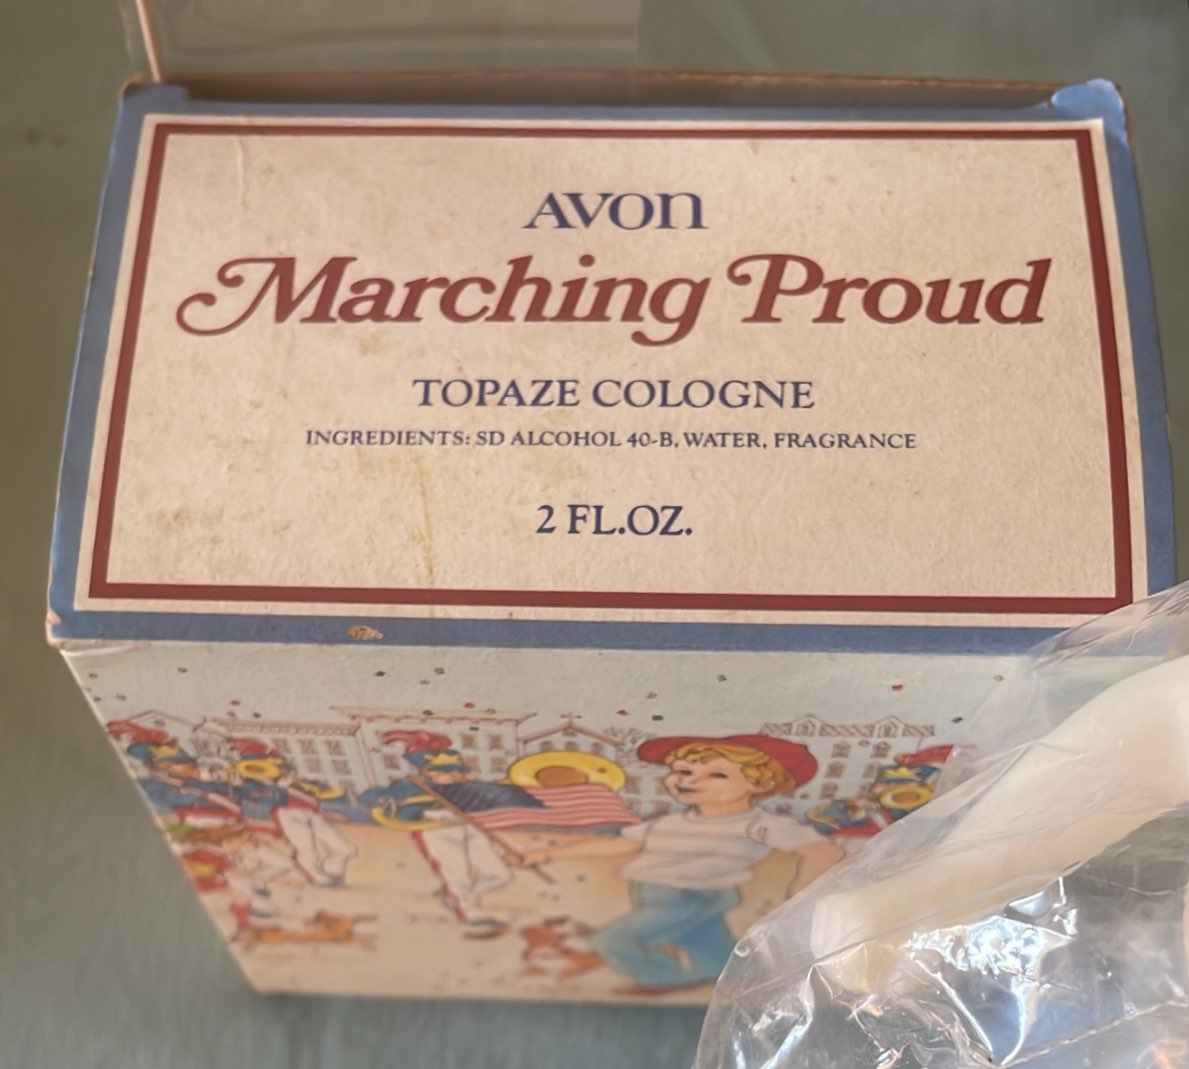 AVON
Marching Proud
TOPAZE COLOGNE
INGREDIENTS: SD ALCOHOL 40-B, WATER, FRAGRANCE
2 FL.OZ.